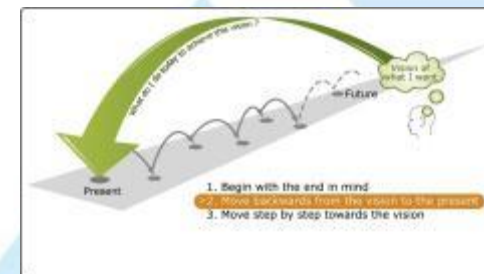 What do I do today to achieve the vision?
Vision of
what I want
Future
Present
1. Begin with the end in mind
>2. Move backwards from the vision to the present
3. Move step by step towards the vision